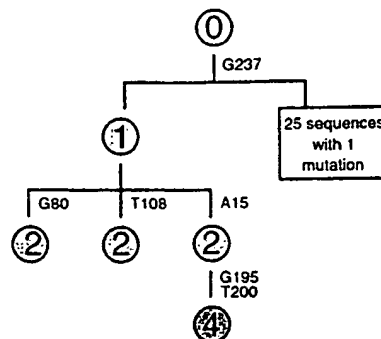 0
G237
1
25 sequences
with 1
mutation
G80
T108
A15
2
2
2
G195
T200
4